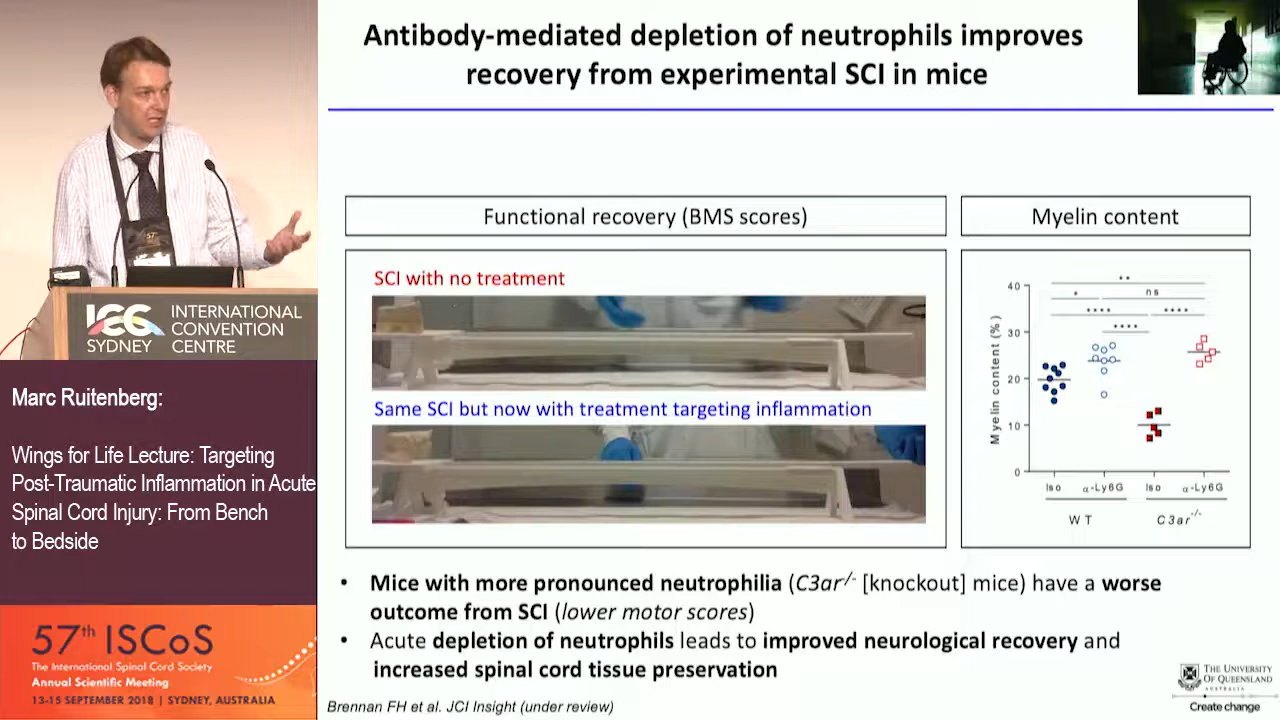 Antibody-mediated depletion of neutrophils improves
recovery from experimental SCI in mice
Functional recovery (BMS scores)
Myelin content
SCI with no treatment
Same SCI but now with treatment targeting inflammation
Myelin content (%)
40
30
20
10
0
**
* ns
**** ****
****
Iso α-Ly6G Iso α-Ly6G
WT C3ar-/-
• Mice with more pronounced neutrophilia (C3ar/- [knockout] mice) have a worse
outcome from SCI (lower motor scores)
• Acute depletion of neutrophils leads to improved neurological recovery and
increased spinal cord tissue preservation
Brennan FH et al. JCI Insight (under review)
THE UNIVERSITY
OF QUEENSLAND
AUSTRALIA
Create change
57th
ICC
SYDNEY
INTERNATIONAL
CONVENTION
CENTRE
Marc Ruitenberg:
Wings for Life Lecture: Targeting
Post-Traumatic Inflammation in Acute
Spinal Cord Injury: From Bench
to Bedside
57th ISCoS
The International Spinal Cord Society
Annual Scientific Meeting
13-15 SEPTEMBER 2018 | SYDNEY, AUSTRALIA